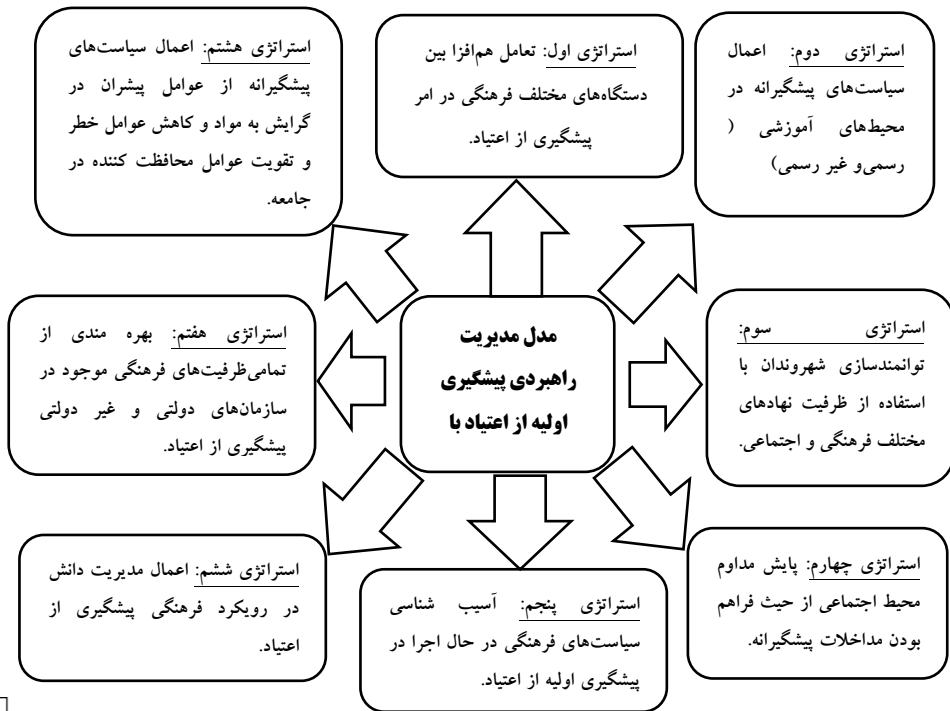 استراتژی اول: تعامل هم‌افزا بین
دستگاه‌های مختلف فرهنگی در امر
پیشگیری از اعتیاد.
استراتژی دوم: اعمال
سیاست‌های پیشگیرانه در
محیط‌های آموزشی (
رسمی‌و غیر رسمی)
استراتژی سوم:
توانمندسازی شهروندان با
استفاده از ظرفیت نهادهای
مختلف فرهنگی و اجتماعی.
استراتژی چهارم: پایش مداوم
محیط اجتماعی از حیث فراهم
بودن مداخلات پیشگیرانه.
استراتژی پنجم: آسیب شناسی
سیاست‌های فرهنگی در حال اجرا در
پیشگیری اولیه از اعتیاد.
استراتژی ششم: اعمال مدیریت دانش
در رویکرد فرهنگی پیشگیری از
اعتیاد.
استراتژی هفتم: بهره مندی از
تمامی‌ظرفیت‌های فرهنگی موجود در
سازمان‌های دولتی و غیر دولتی
پیشگیری از اعتیاد.
استراتژی هشتم: اعمال سیاست‌های
پیشگیرانه از عوامل پیشران در
گرایش به مواد و کاهش عوامل خطر
و تقویت عوامل محافظت کننده در
جامعه.
مدل مدیریت
راهبردی پیشگیری
اولیه از اعتیاد با